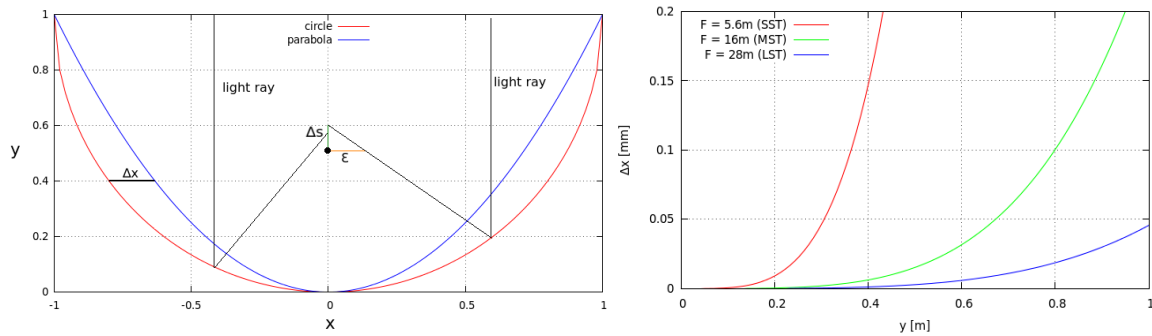 circle
parabola
light ray
light ray
Δs
ε
Δx
y
1
0.8
0.6
0.4
0.2
0
-1
-0.5
0
0.5
1
x
F = 5.6m (SST)
F = 16m (MST)
F = 28m (LST)
Δx [mm]
0.2
0.15
0.1
0.05
0
0
0.2
0.4
0.6
0.8
1
y [m]